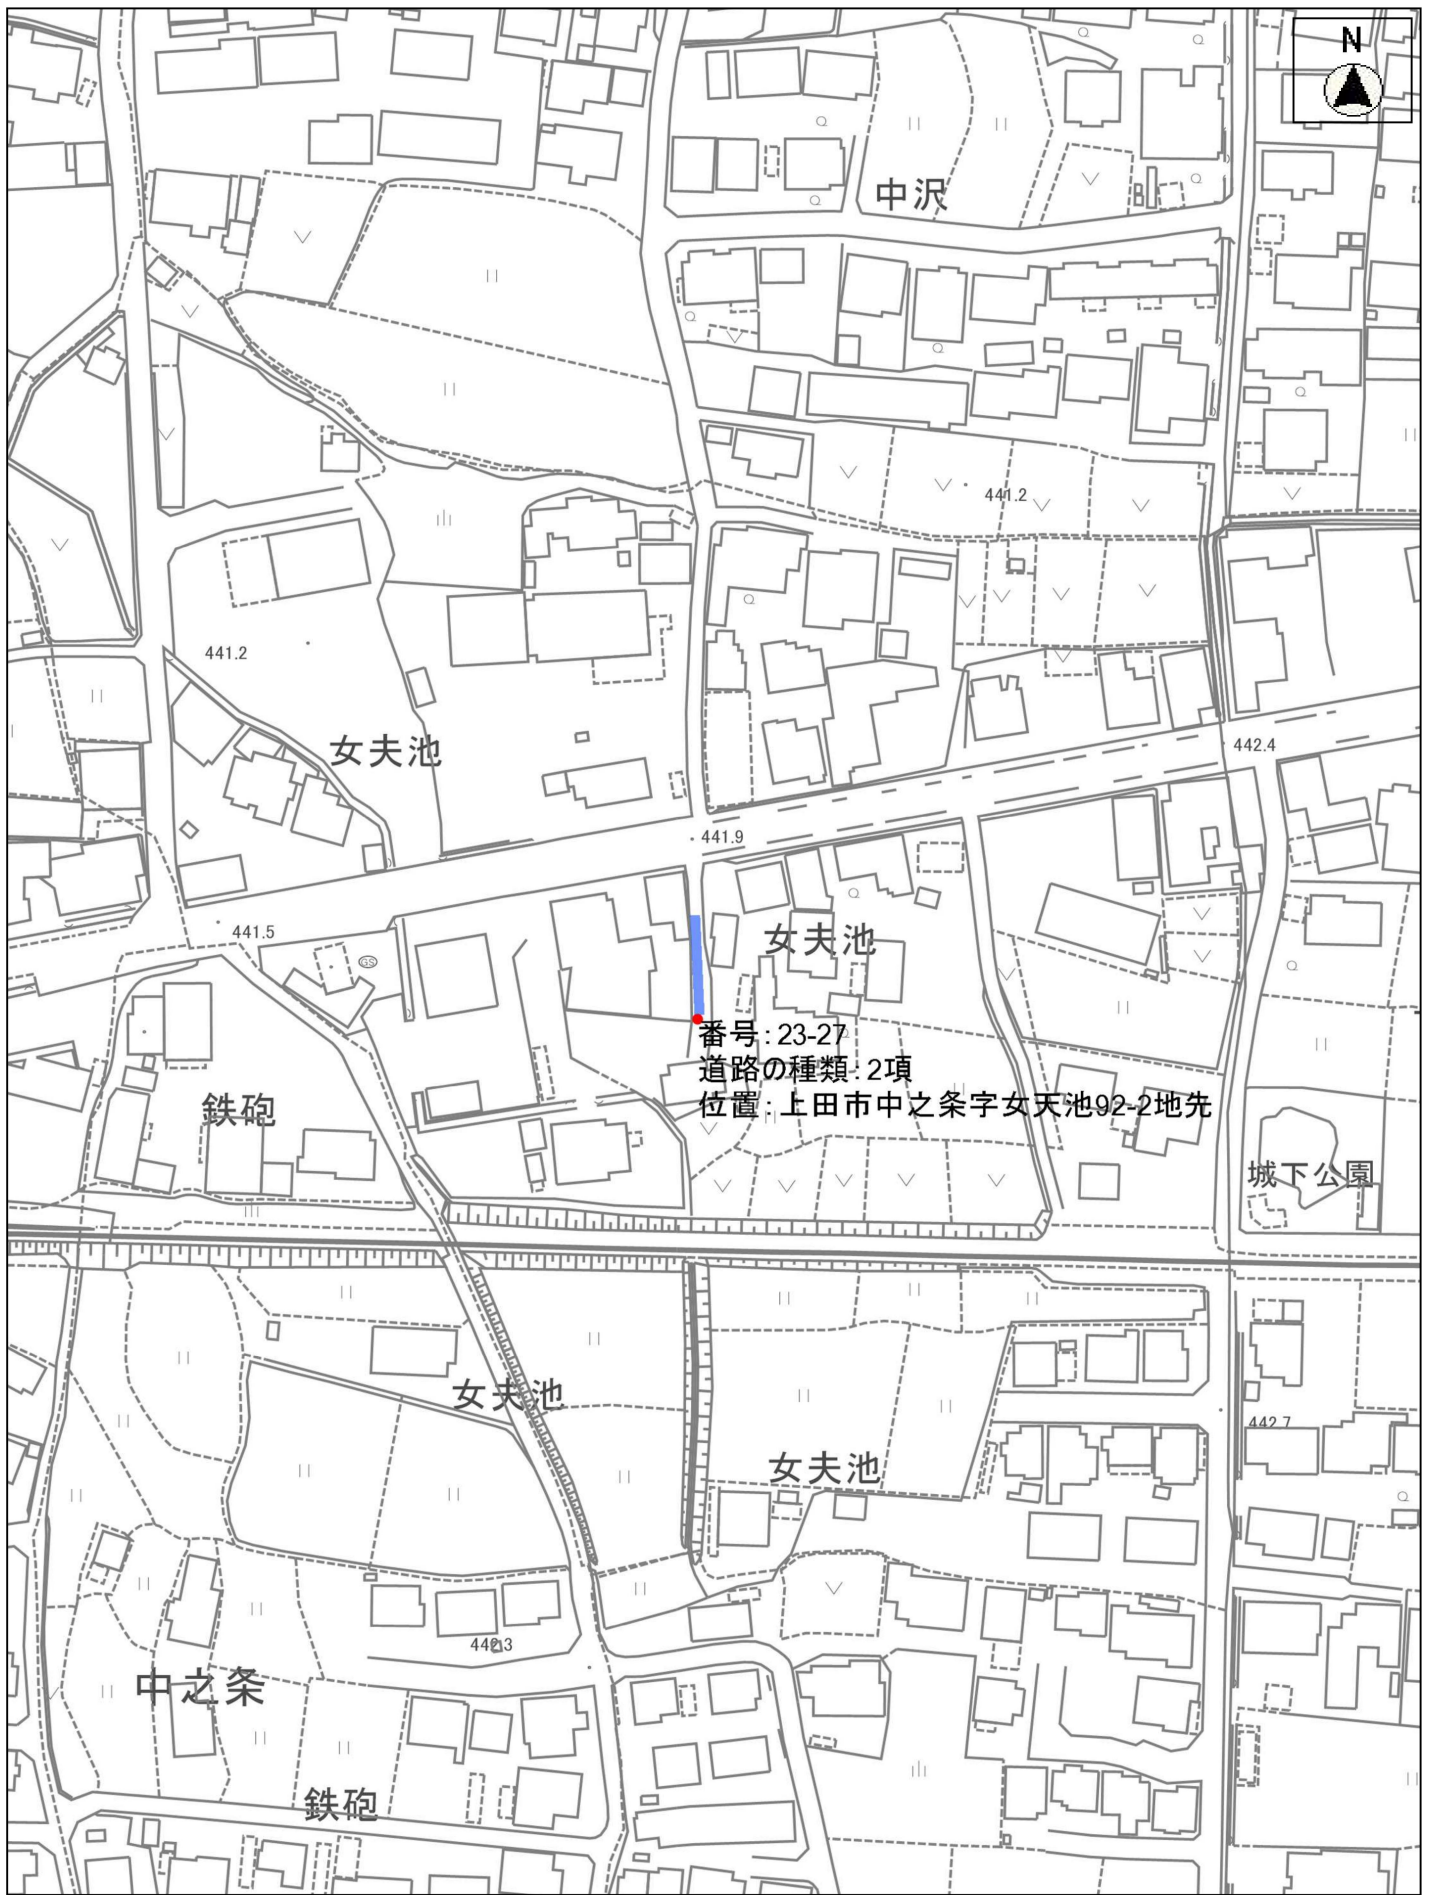 N
中沢
441.2
441.2
女夫池
442.4
441.9
441.5
女夫池
GS
番号:23-27
道路の種類:2項
位置:上田市中之条字女天池92-2地先
鉄砲
城下公園
女夫池
442.7
女夫池
中之条
鉄砲